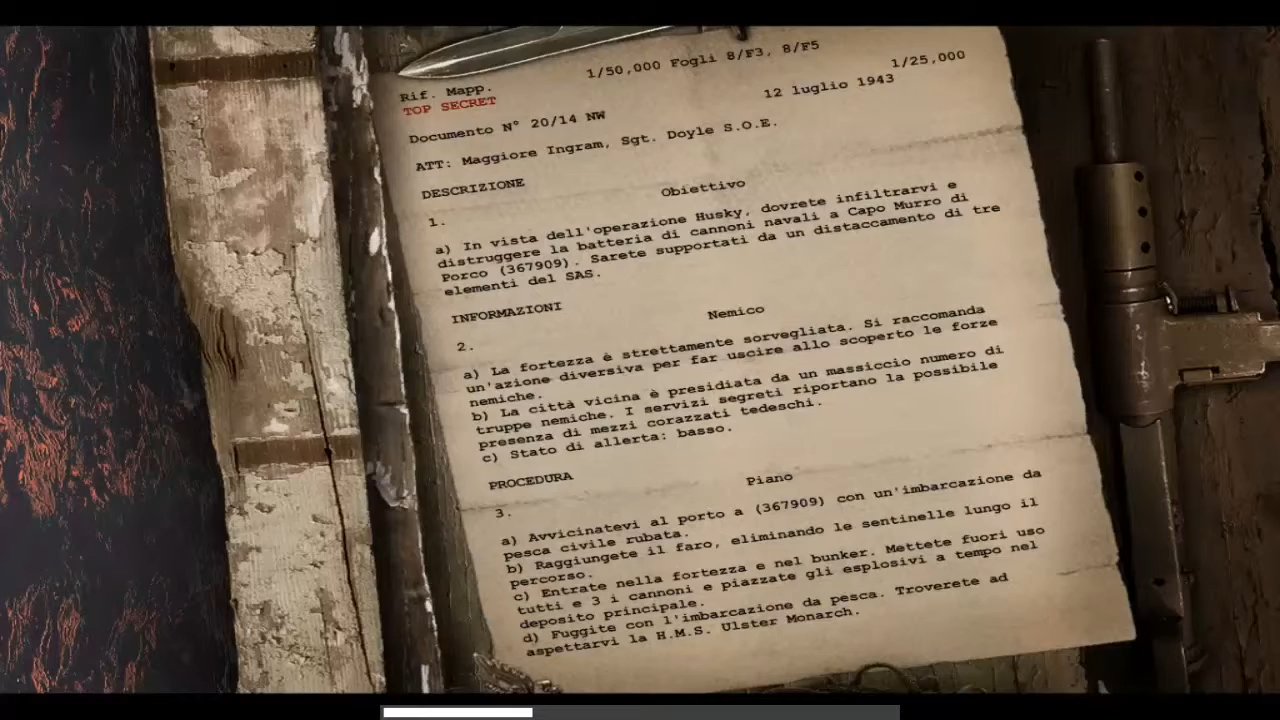 1/50,000 Fogli 8/F3, 8/F5
1/25,000
Rif. Mapp.
12 luglio 1943
TOP SECRET
Documento N° 20/14 NW
ATT: Maggiore Ingram, Sgt. Doyle S.O.E.
DESCRIZIONE
Obiettivo
1.
a) In vista dell'operazione Husky, dovrete infiltrarvi e
distruggere la batteria di cannoni navali a Capo Murro di
Porco (367909). Sarete supportati da un distaccamento di tre
elementi del SAS.
INFORMAZIONI
Nemico
2.
a) La fortezza è strettamente sorvegliata. Si raccomanda
un'azione diversiva per far uscire allo scoperto le forze
nemiche.
b) La città vicina è presidiata da un massiccio numero di
truppe nemiche. I servizi segreti riportano la possibile
presenza di mezzi corazzati tedeschi.
c) Stato di allerta: basso.
PROCEDURA
Piano
3.
a) Avvicinatevi al porto a (367909) con un'imbarcazione da
pesca civile rubata.
b) Raggiungete il faro, eliminando le sentinelle lungo il
percorso.
c) Entrate nella fortezza e nel bunker. Mettete fuori uso
tutti e 3 i cannoni e piazzate gli esplosivi a tempo nel
deposito principale.
d) Fuggite con l'imbarcazione da pesca. Troverete ad
aspettarvi la H.M.S. Ulster Monarch.